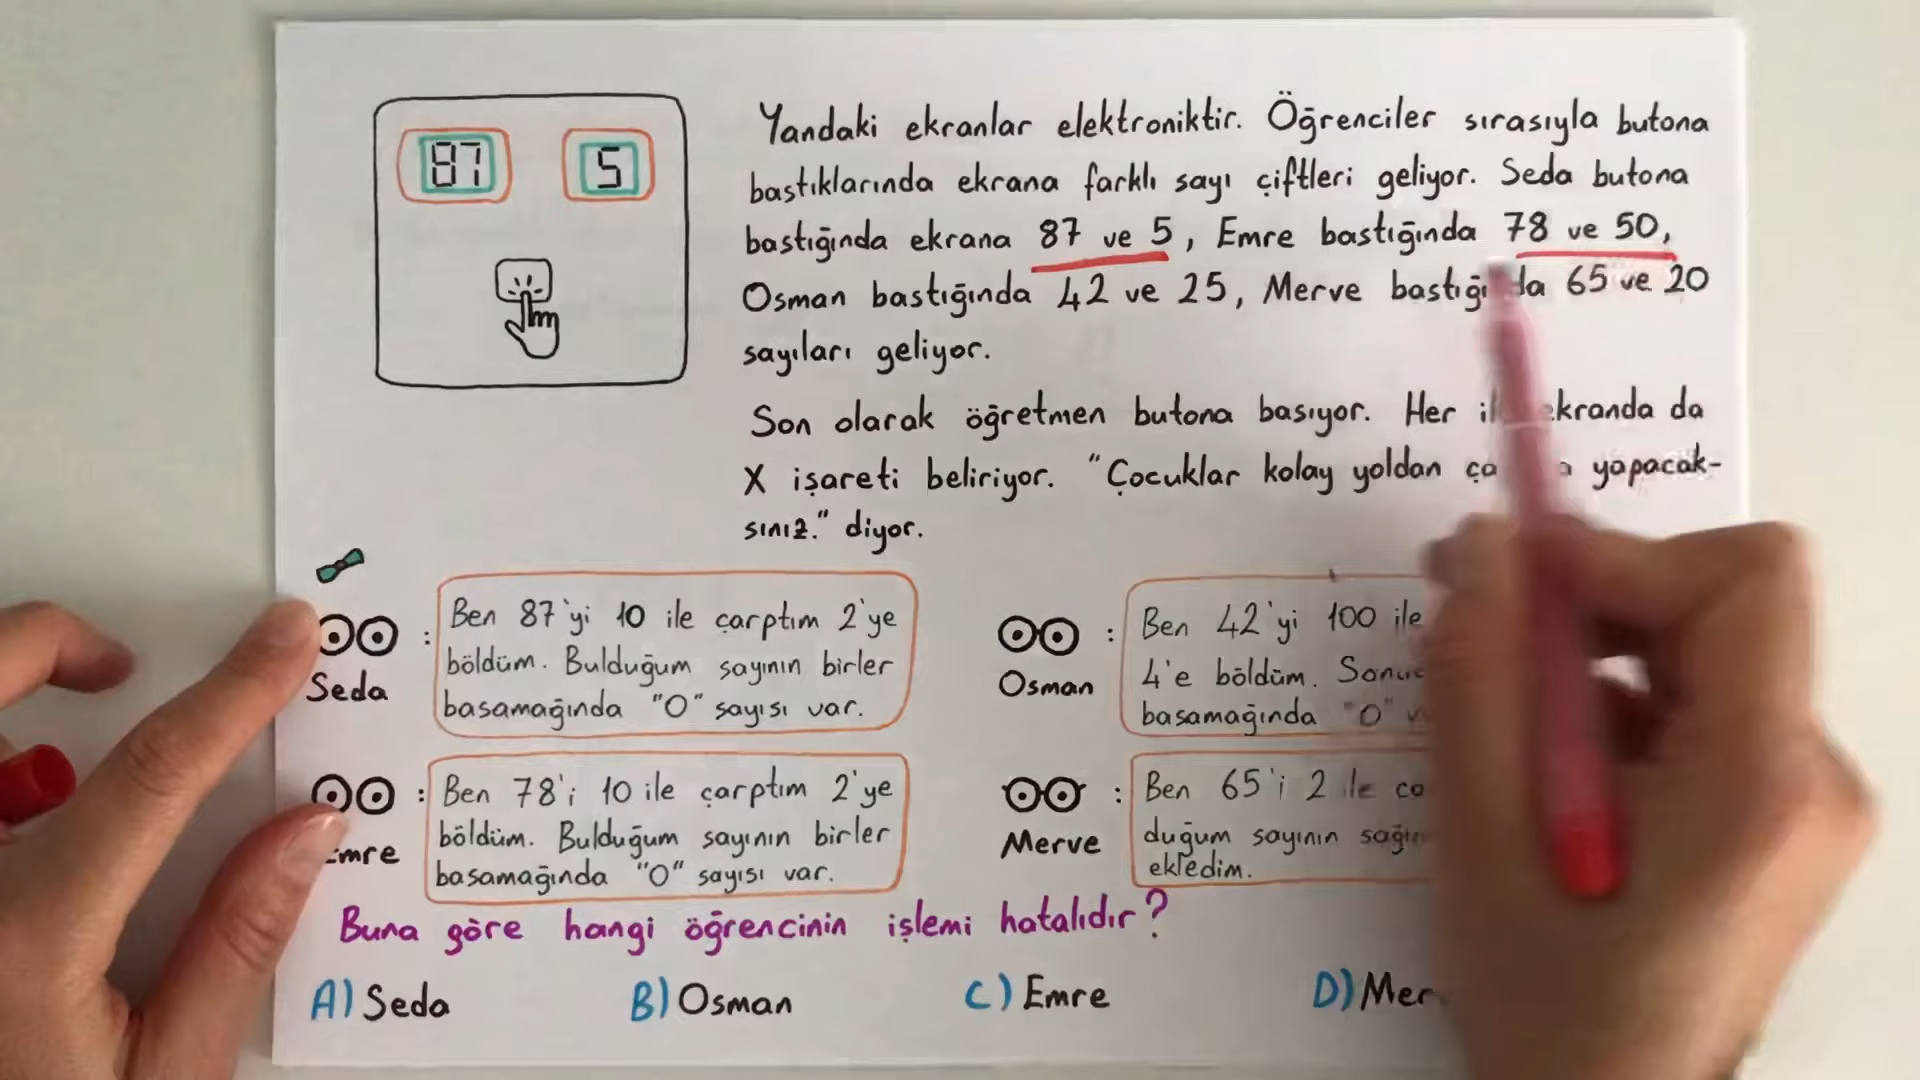 87 5
Yandaki ekranlar elektroniktir. Öğrenciler sırasıyla butona
bastıklarında ekrana farklı sayı çiftleri geliyor. Seda butona
bastığında ekrana 87 ve 5, Emre bastığında 78 ve 50,
Osman bastığında 42 ve 25, Merve 65 ve 20
sayıları geliyor.
Son olarak öğretmen butona basıyor. Her da
X işareti beliriyor. "Çocuklar kolay yoldan yapacak-
sınız." diyor.
Seda
: Ben 87'yi 10 ile çarptım 2'ye
böldüm. Bulduğum sayının birler
basamağında "0" sayısı var.
Osman
: Ben 42'yi 100 ile
4'e böldüm.
basamağında "0"
: Ben 78'i 10 ile çarptım 2'ye
böldüm. Bulduğum sayının birler
basamağında "0" sayısı var.
Merve
: Ben 65'i 2 ile
duğum sayının
ekledim.
Buna göre hangi öğrencinin işlemi hatalıdır?
A) Seda B) Osman C) Emre D)